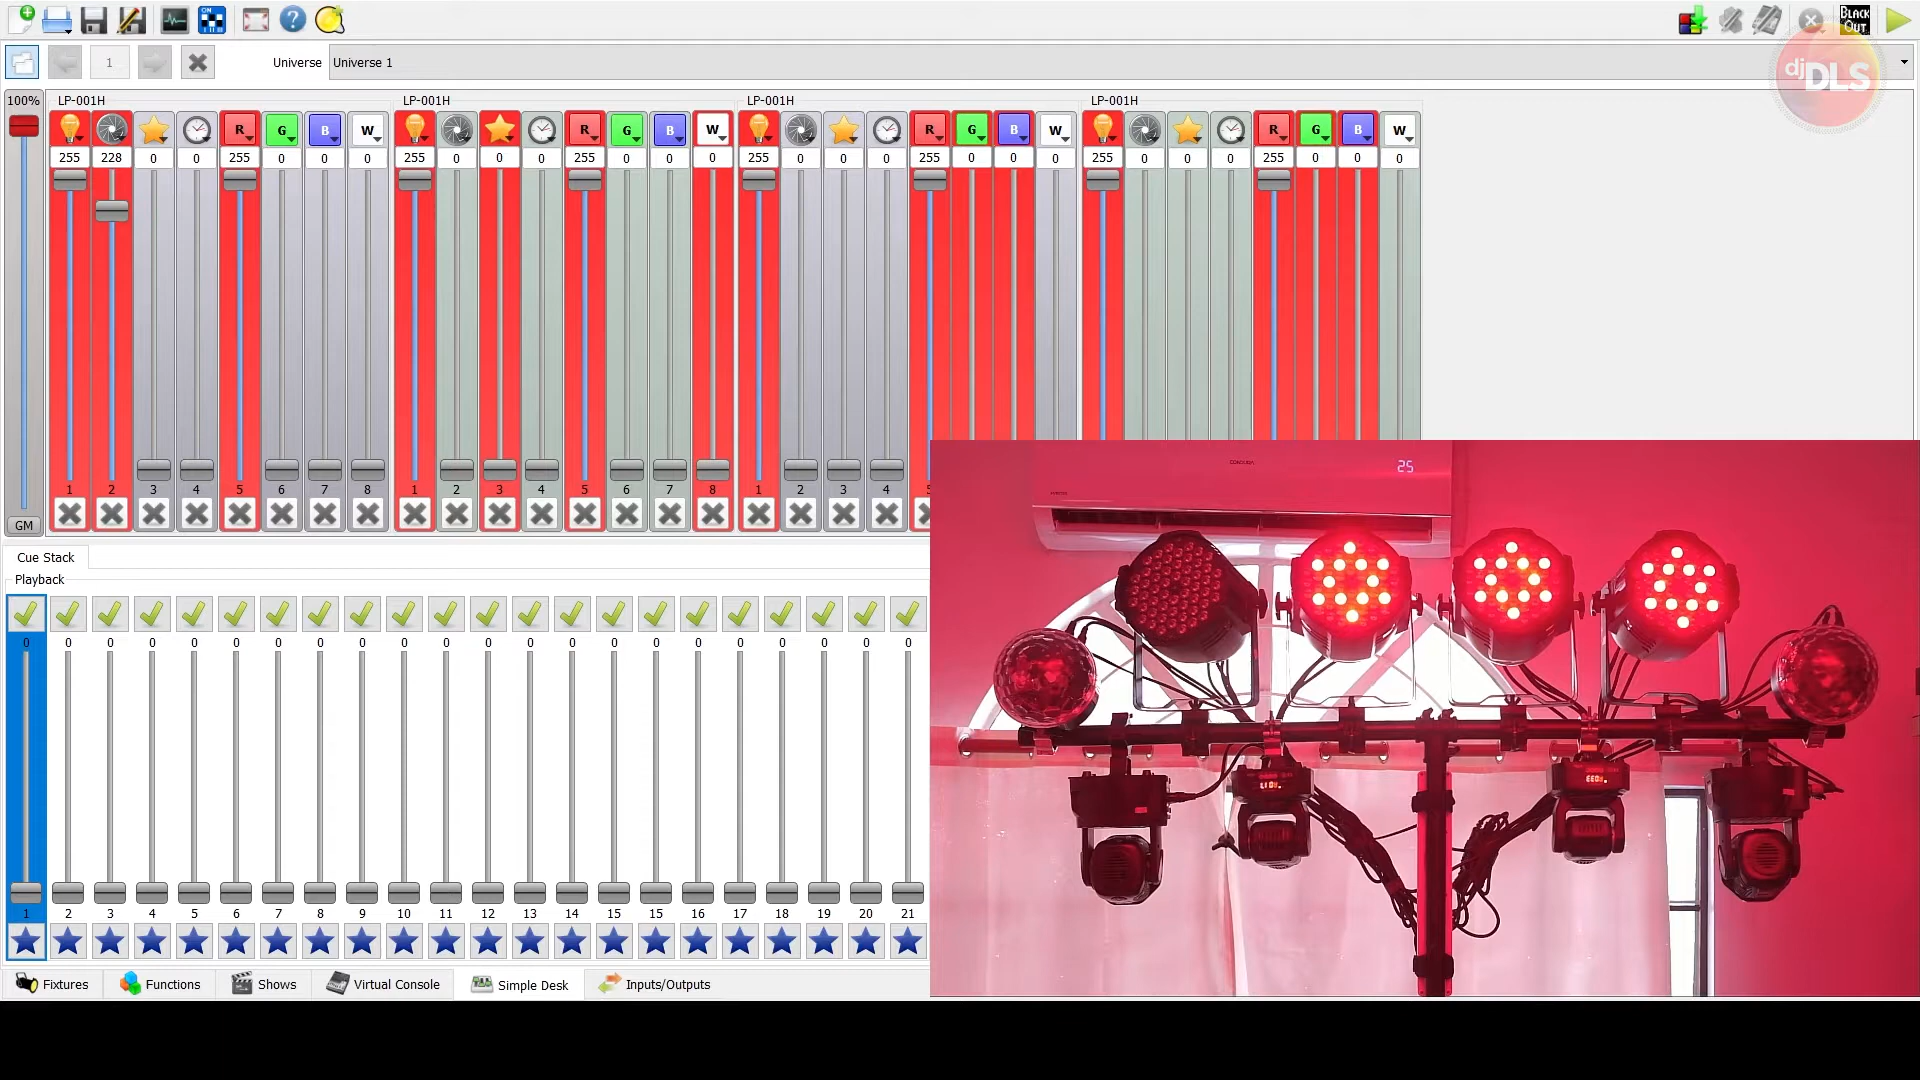 ON
BLACK OUT
1
Universe
Universe 1
dj DLS
100%
LP-001H
LP-001H
LP-001H
LP-001H
R G B W R G B W R G B W R G B W
255 228 0 0 255 0 0 0 255 0 0 0 255 0 0 0 255 0 0 0 255 0 0 0 255 0 0 0 255 0 0 0
1 2 3 4 5 6 7 8 1 2 3 4 5 6 7 8 1 2 3 4
GM
25
Cue Stack
Playback
0 0 0 0 0 0 0 0 0 0 0 0 0 0 0 0 0 0 0 0 0 0
1 2 3 4 5 6 7 8 9 10 11 12 13 14 15 15 16 17 18 19 20 21
Fixtures
Functions
Shows
Virtual Console
Simple Desk
Inputs/Outputs